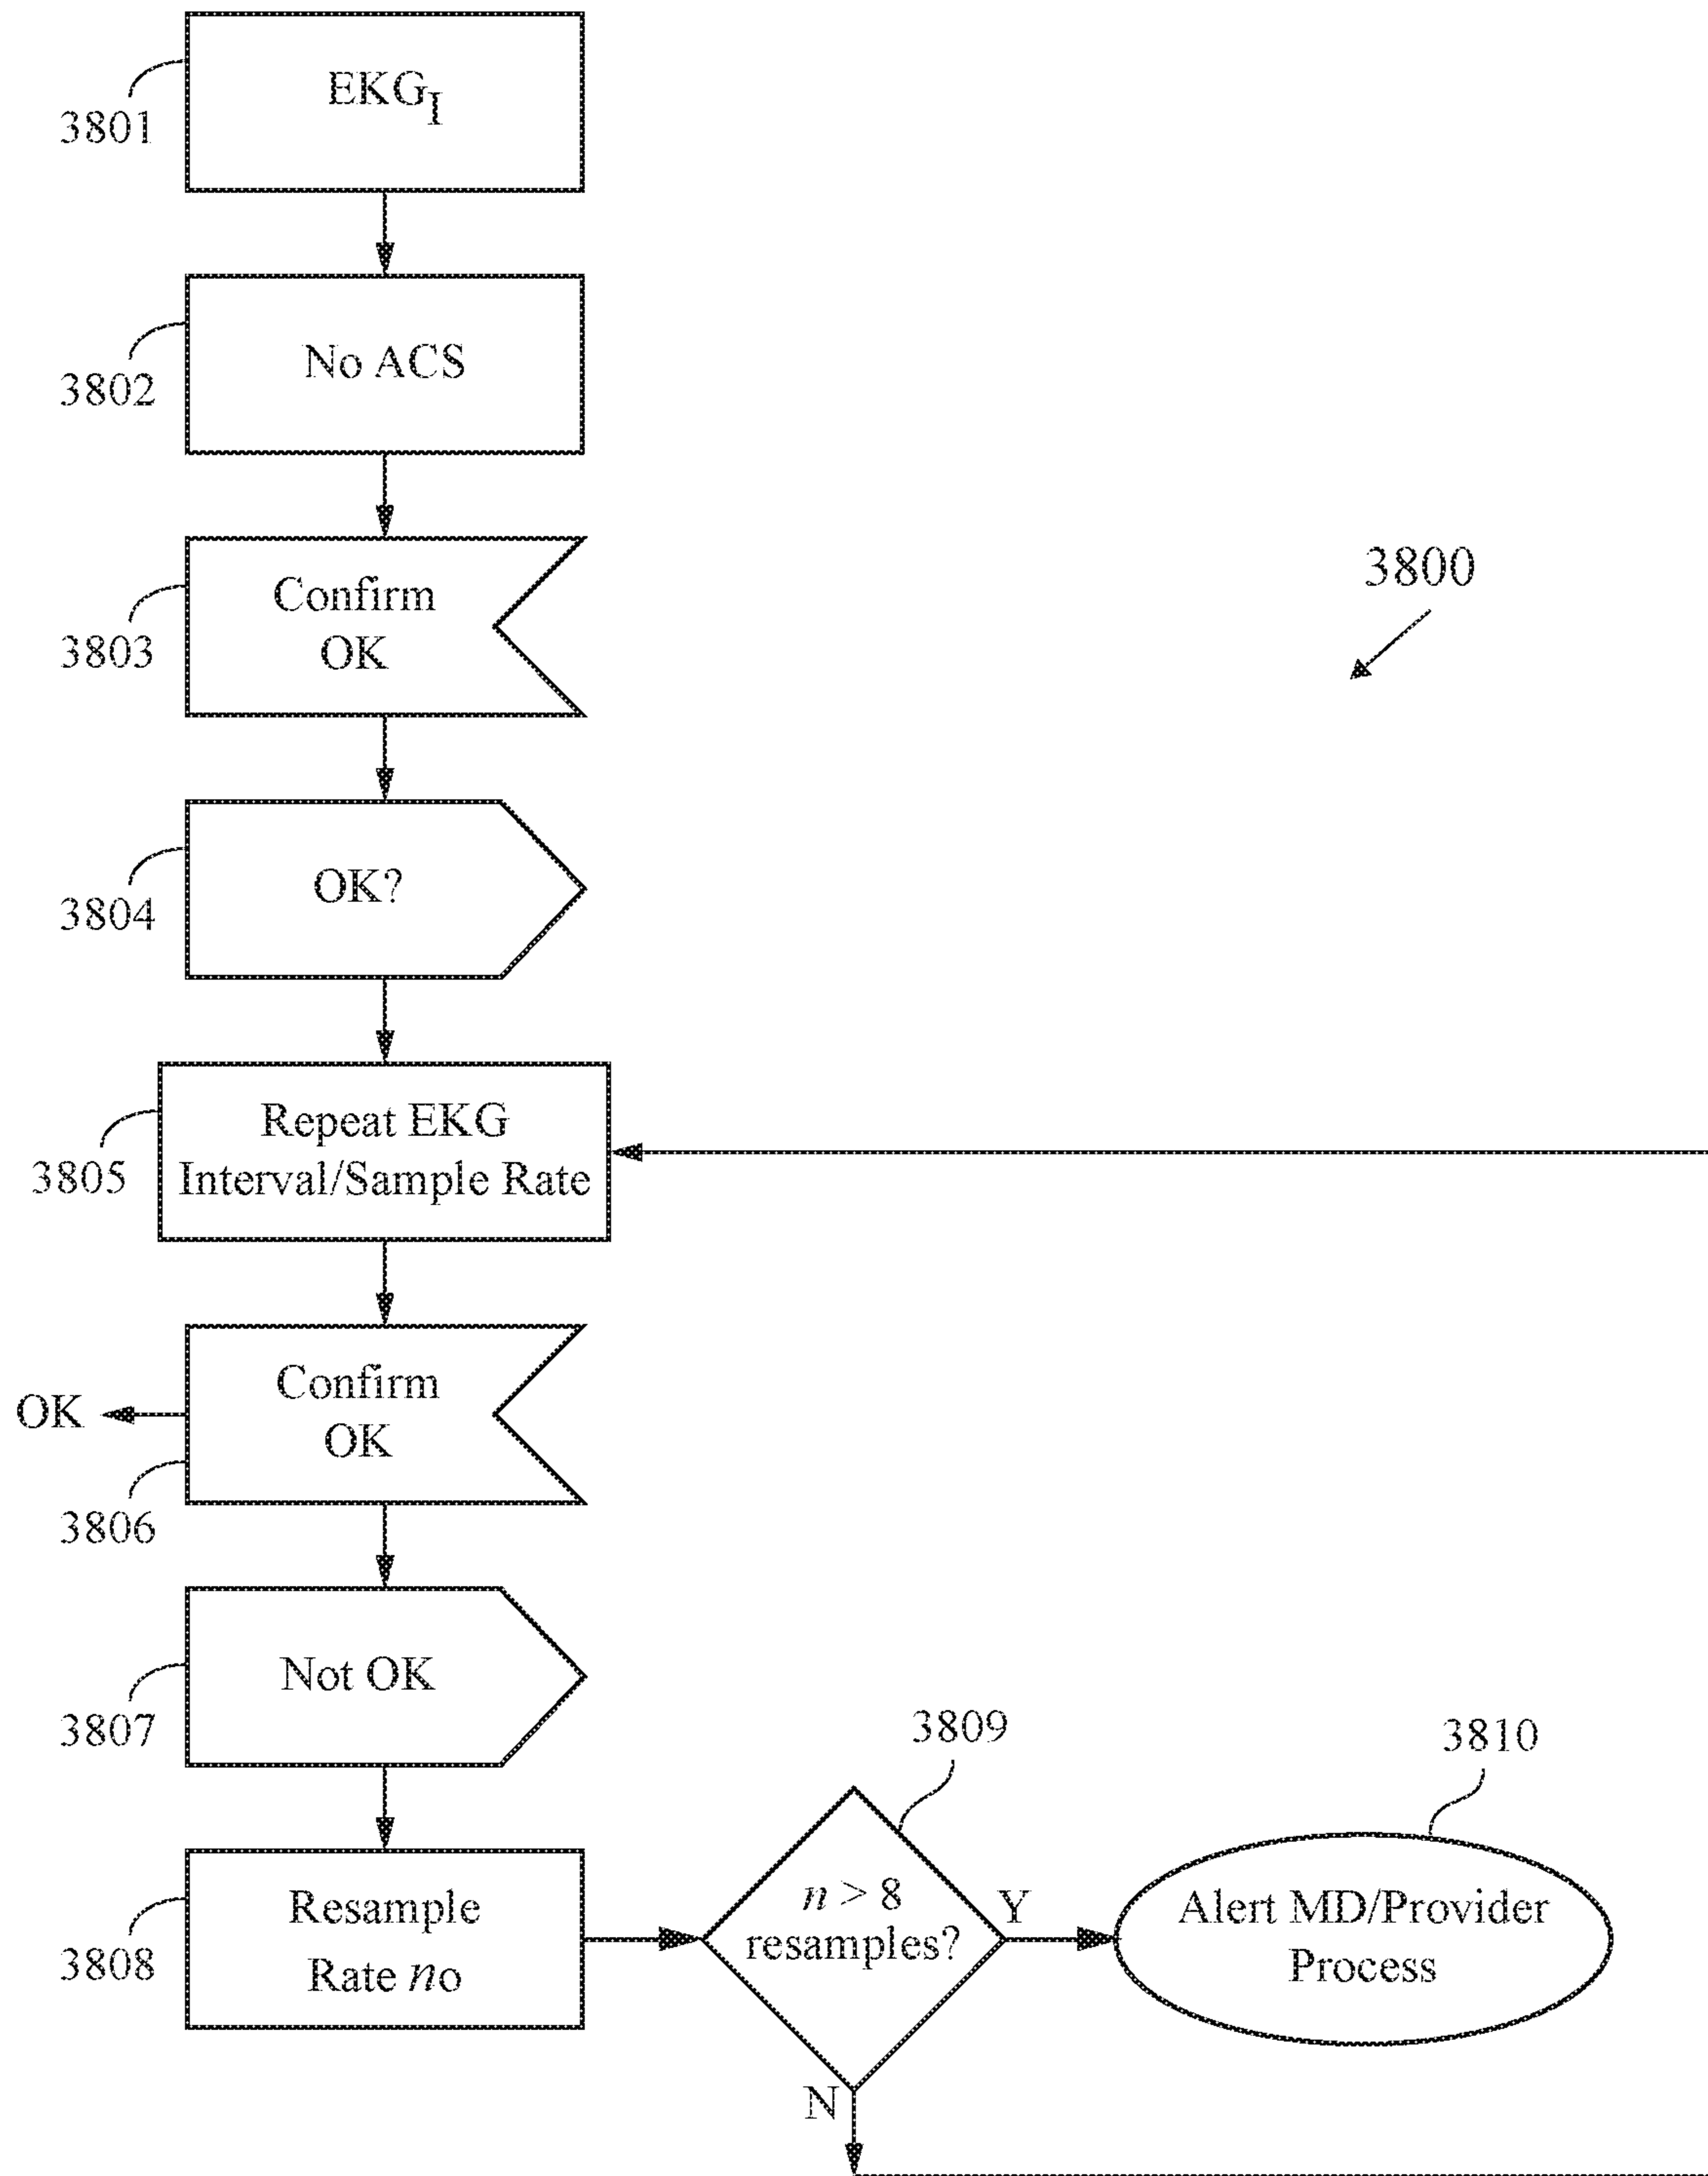 EKGI
3801
No ACS
3802
Confirm
OK
3803
3800
OK?
3804
Repeat EKG
Interval/Sample Rate
3805
Confirm
OK
OK
3806
Not OK
3807
3809
3810
Resample
Rate no
3808
n > 8
resamples?
Y
N
Alert MD/Provider
Process